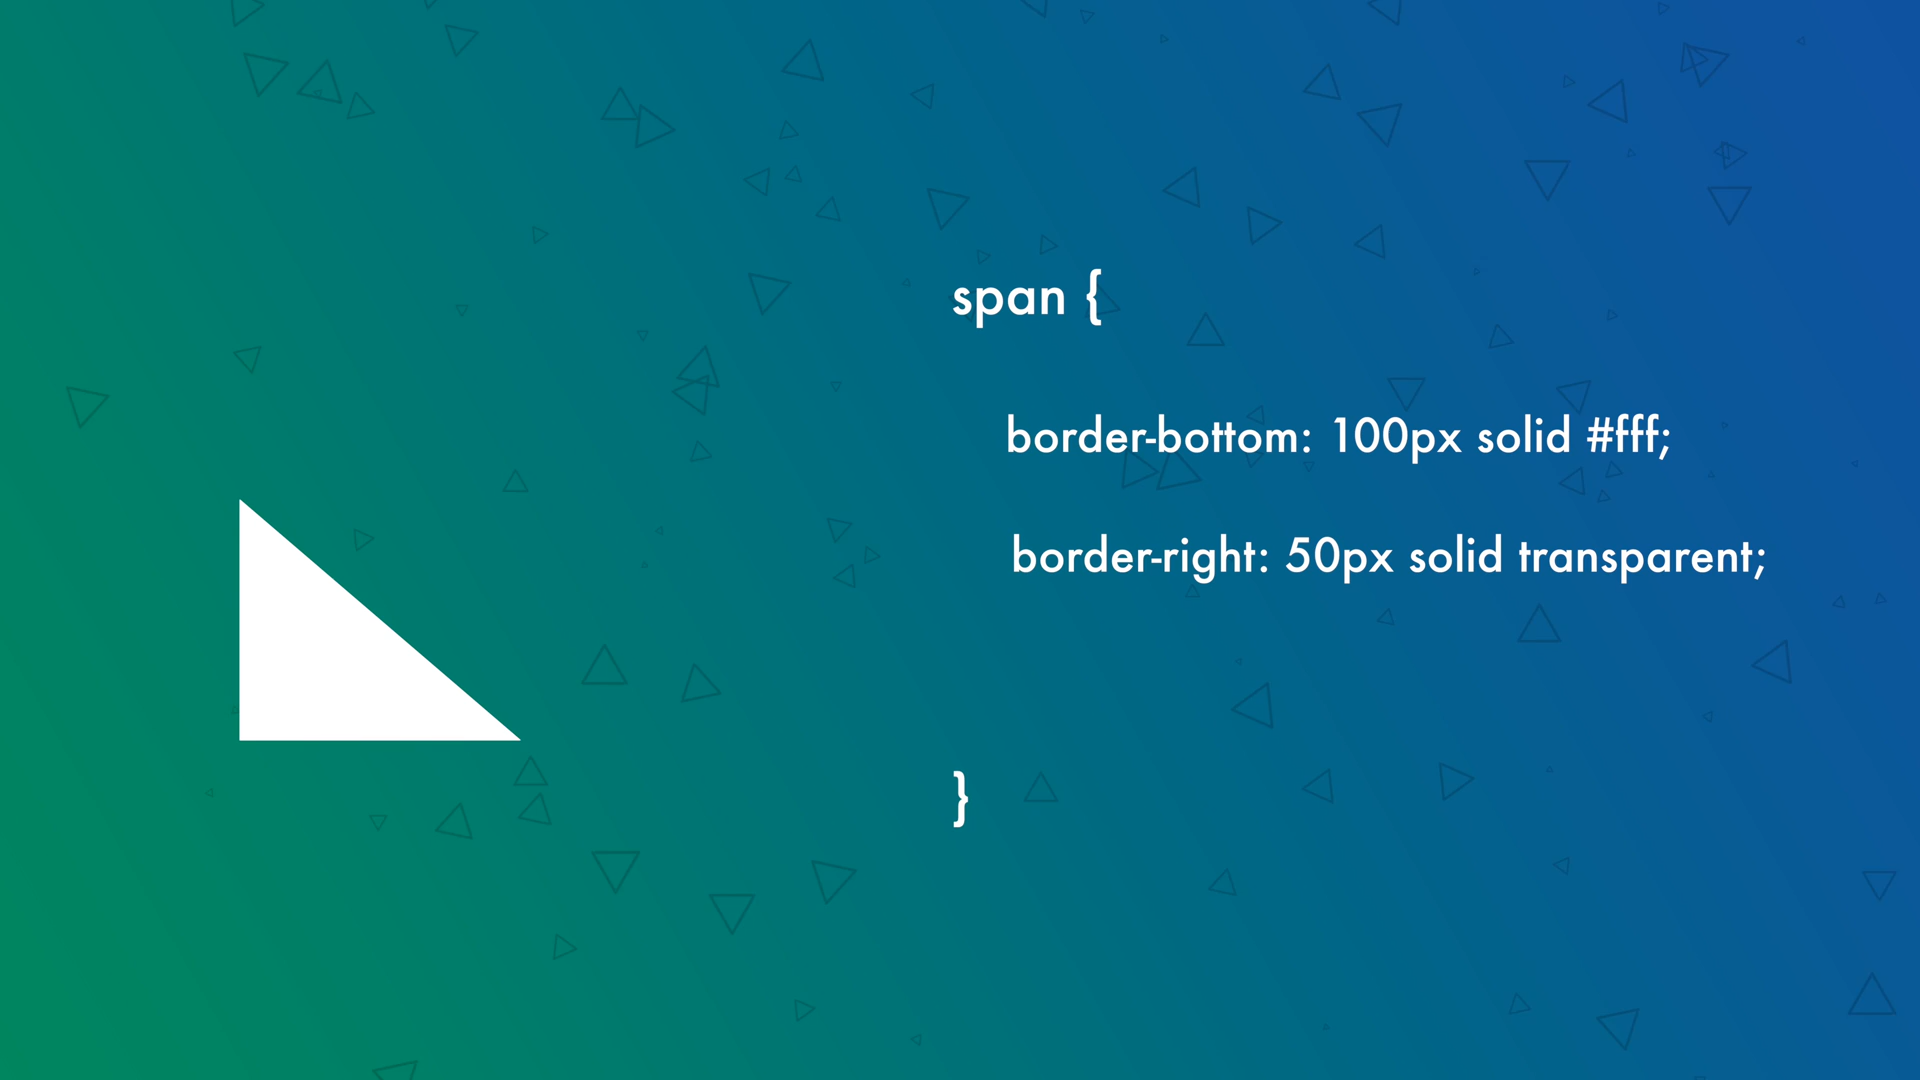 span {
border-bottom: 100px solid #fff;
border-right: 50px solid transparent;
}